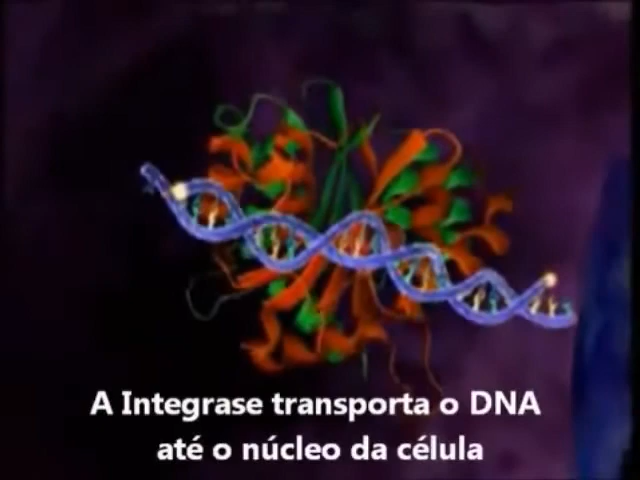 A Integrase transporta o DNA
até o núcleo da célula